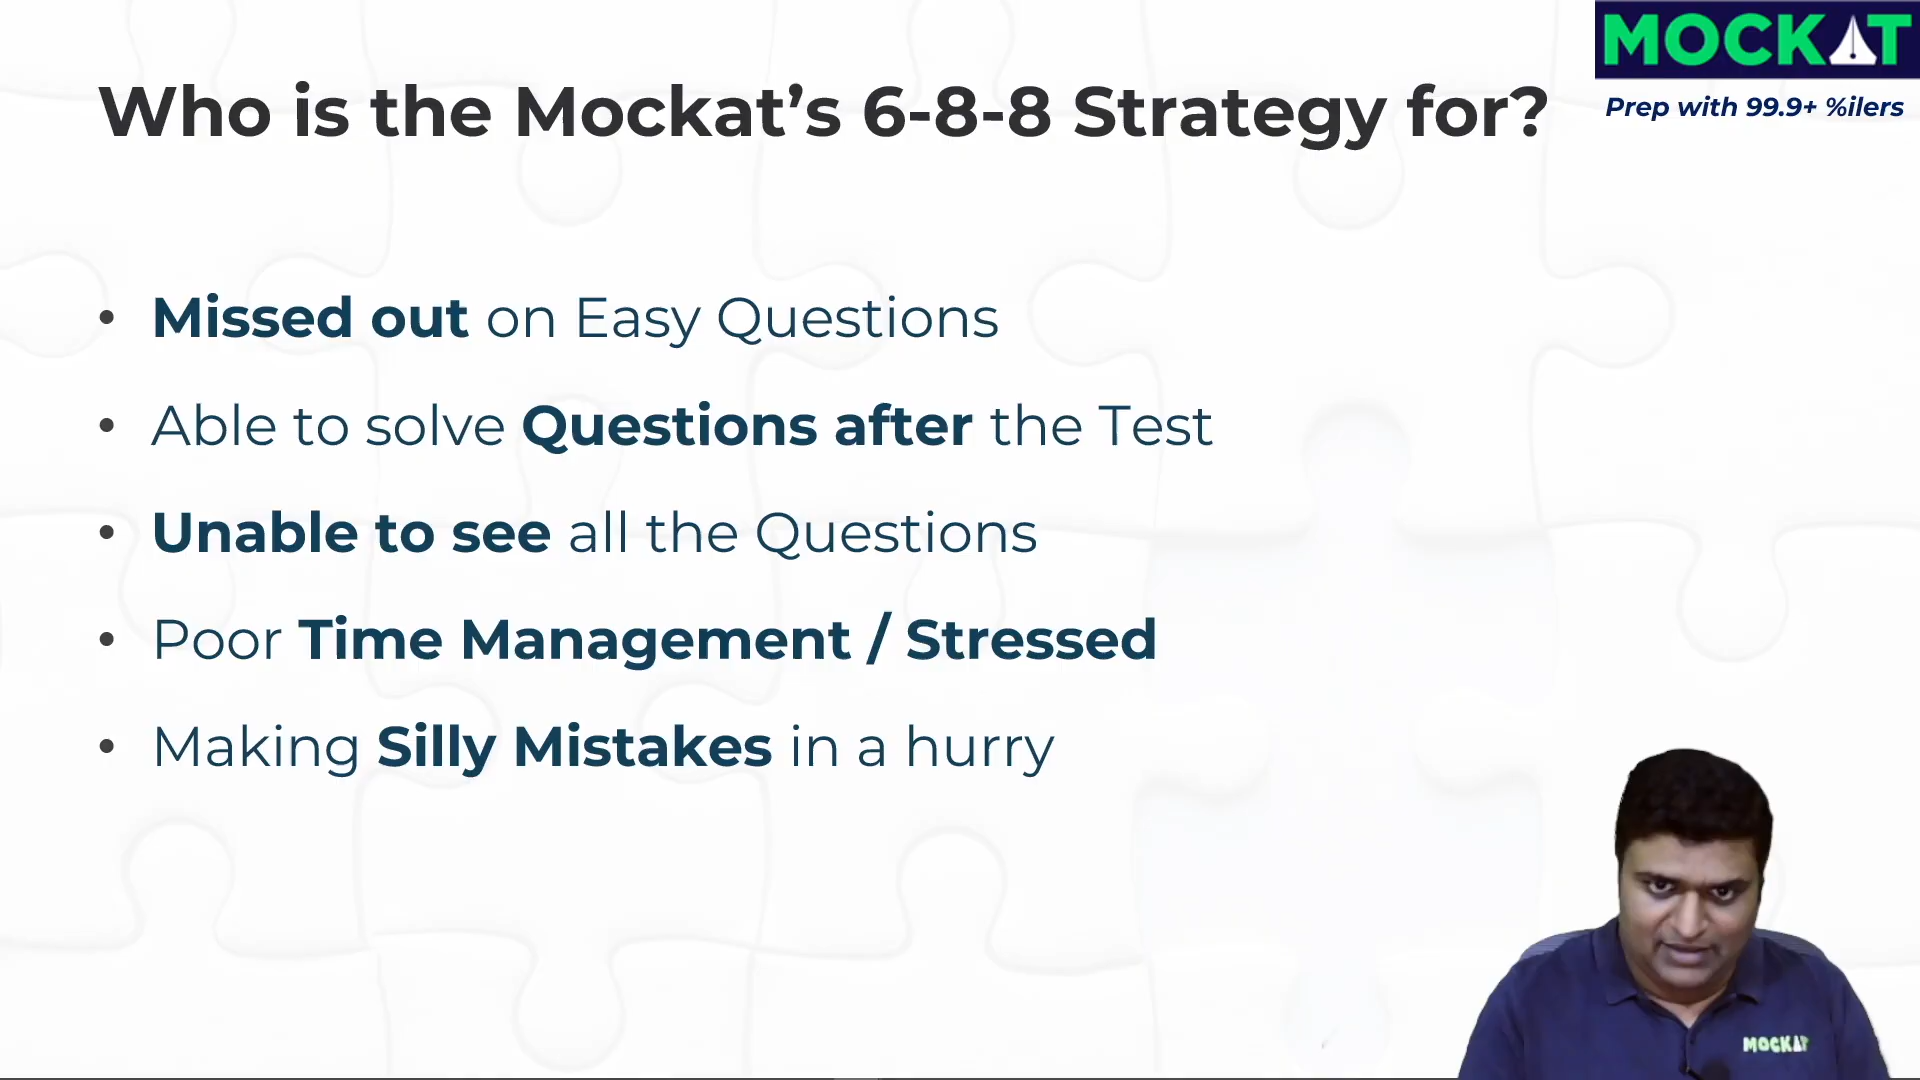 MOCKAT
Who is the Mockat’s 6-8-8 Strategy for?
Prep with 99.9+ %ilers
• Missed out on Easy Questions
• Able to solve Questions after the Test
• Unable to see all the Questions
• Poor Time Management / Stressed
• Making Silly Mistakes in a hurry
MOCKAT